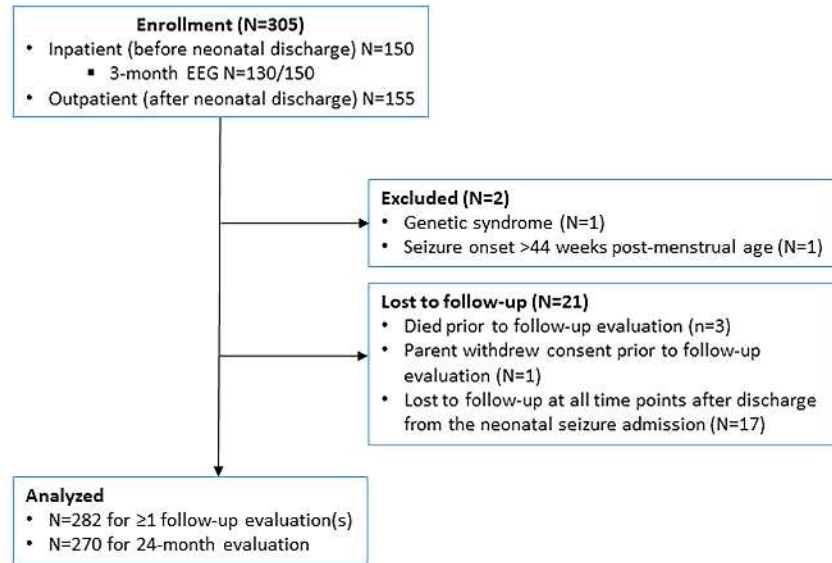 Enrollment (N=305)
• Inpatient (before neonatal discharge) N=150
▪ 3-month EEG N=130/150
• Outpatient (after neonatal discharge) N=155
Excluded (N=2)
• Genetic syndrome (N=1)
• Seizure onset >44 weeks post-menstrual age (N=1)
Lost to follow-up (N=21)
• Died prior to follow-up evaluation (n=3)
• Parent withdrew consent prior to follow-up
evaluation (N=1)
• Lost to follow-up at all time points after discharge
from the neonatal seizure admission (N=17)
Analyzed
• N=282 for ≥1 follow-up evaluation(s)
• N=270 for 24-month evaluation